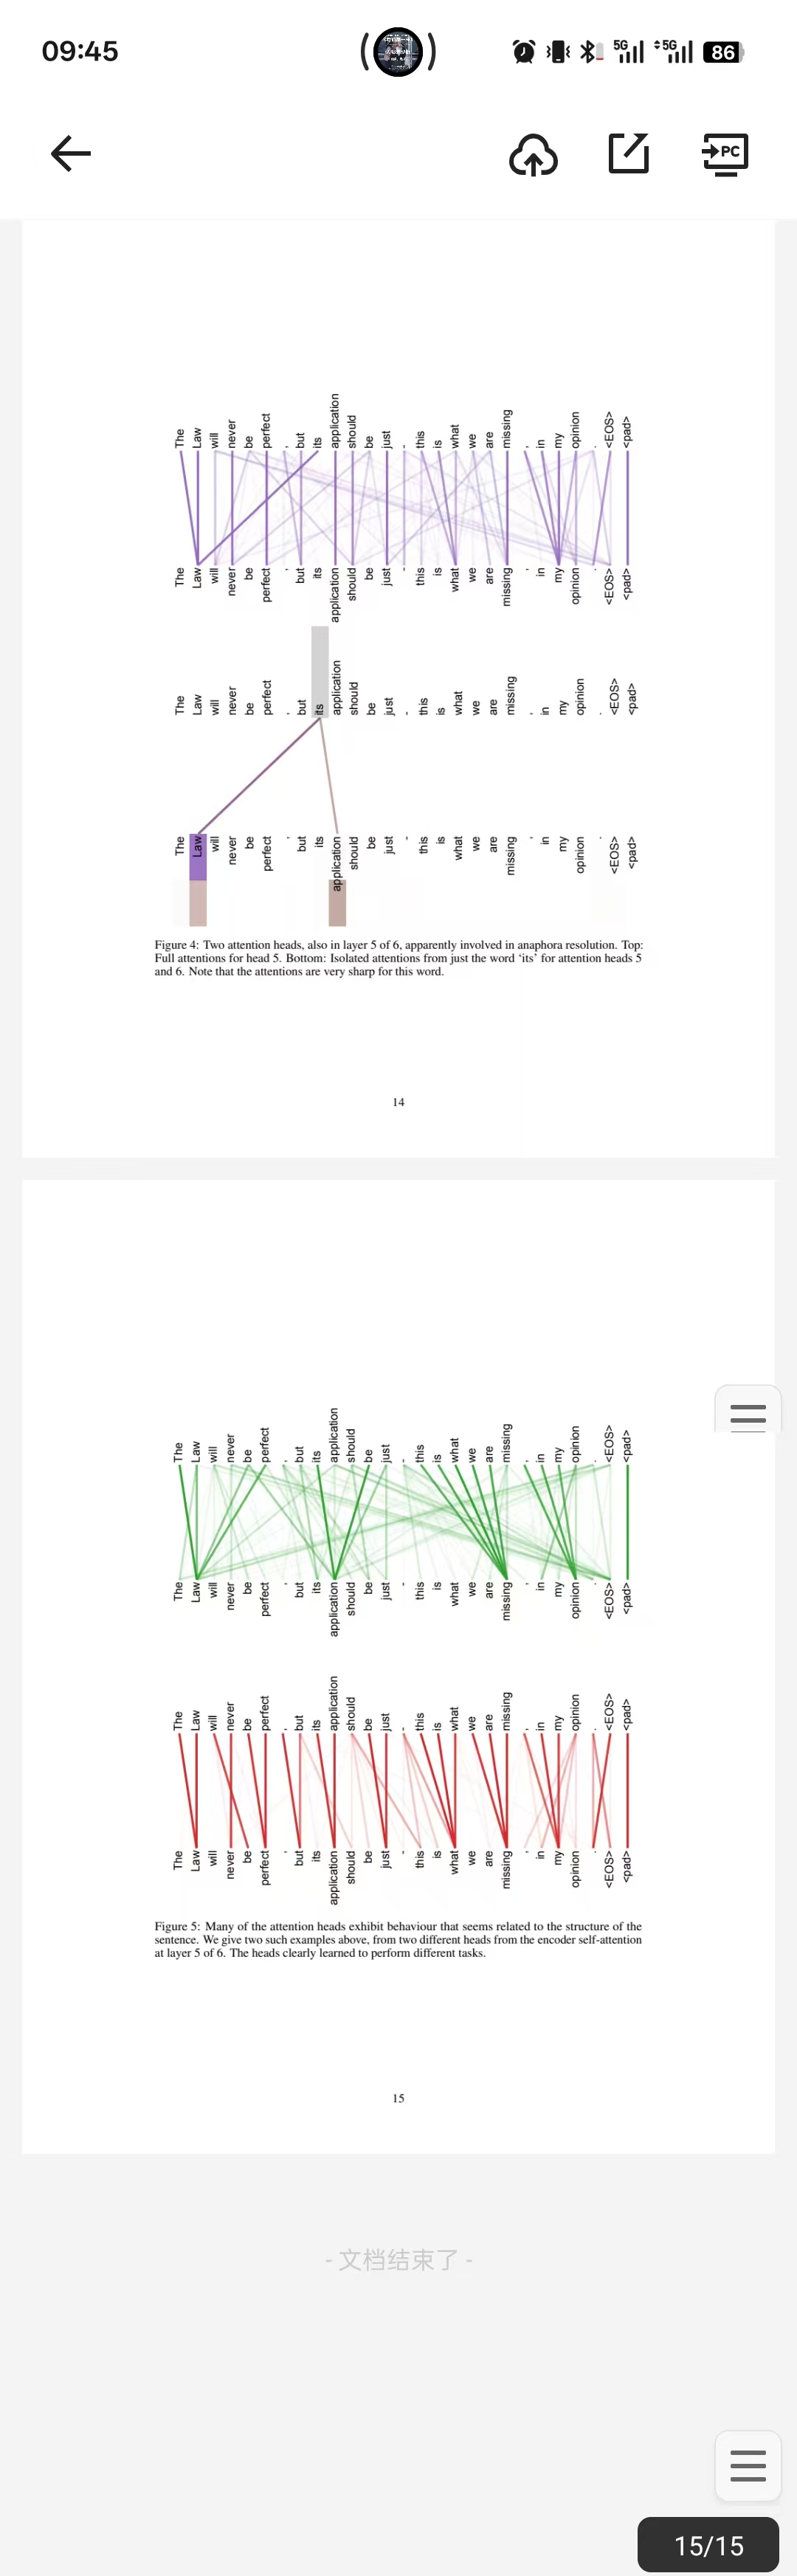 09:45
5G
5G
86
PC
The Law will never be perfect , but its application should be just - this is what we are missing , in my opinion . <EOS> <pad>
The Law will never be perfect , but its application should be just - this is what we are missing , in my opinion . <EOS> <pad>
The Law will never be perfect , but its application should be just - this is what we are missing , in my opinion . <EOS> <pad>
The Law will never be perfect , but its application should be just - this is what we are missing , in my opinion . <EOS> <pad>
Figure 4: Two attention heads, also in layer 5 of 6, apparently involved in anaphora resolution. Top:
Full attentions for head 5. Bottom: Isolated attentions from just the word ‘its’ for attention heads 5
and 6. Note that the attentions are very sharp for this word.
14
The Law will never be perfect , but its application should be just - this is what we are missing , in my opinion . <EOS> <pad>
The Law will never be perfect , but its application should be just - this is what we are missing , in my opinion . <EOS> <pad>
The Law will never be perfect , but its application should be just - this is what we are missing , in my opinion . <EOS> <pad>
The Law will never be perfect , but its application should be just - this is what we are missing , in my opinion . <EOS> <pad>
Figure 5: Many of the attention heads exhibit behaviour that seems related to the structure of the
sentence. We give two such examples above, from two different heads from the encoder self-attention
at layer 5 of 6. The heads clearly learned to perform different tasks.
15
- 文档结束了 -
15/15